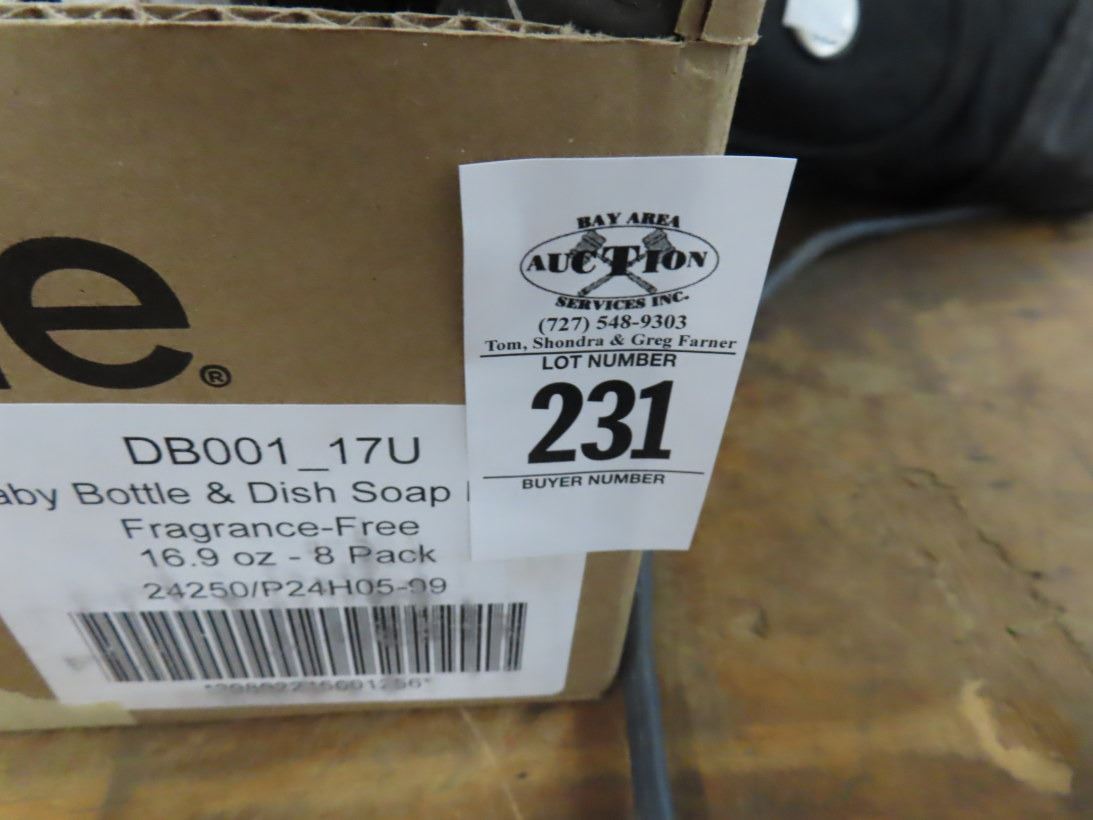 e®
DB001_17U
aby Bottle & Dish Soap
Fragrance-Free
16.9 oz - 8 Pack
24250/P24H05-99
BAY AREA
AUCTION
SERVICES INC.
(727) 548-9303
Tom, Shondra & Greg Farner
LOT NUMBER
231
BUYER NUMBER